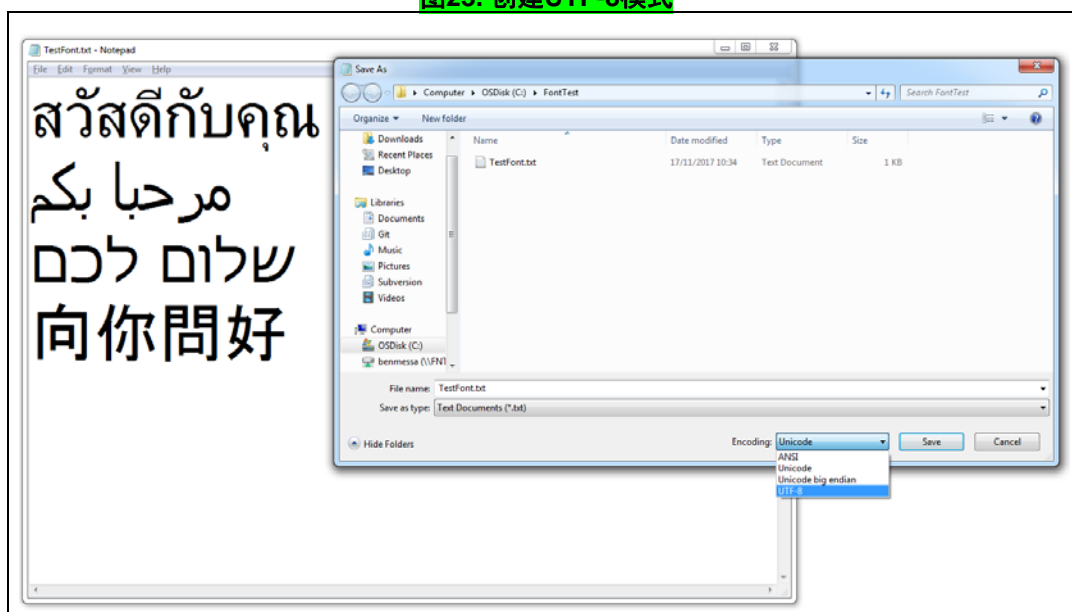 图25. 创建UTF-8模式
TestFont.txt - Notepad
File Edit Format View Help
สวัสดีกับคุณ
مرحبا بكم
שלום לכם
向你問好
Save As
Computer OSDisk (C:) FontTest
Search FontTest
Organize New folder
Name Date modified Type Size
TestFont.txt 17/11/2017 10:34 Text Document 1 KB
Downloads
Recent Places
Desktop
Libraries
Documents
Git
Music
Pictures
Subversion
Videos
Computer
OSDisk (C:)
benmessa (\\FN1
File name: TestFont.txt
Save as type: Text Documents (*.txt)
Hide Folders
Encoding: Unicode
Save Cancel
ANSI
Unicode
Unicode big endian
UTF-8